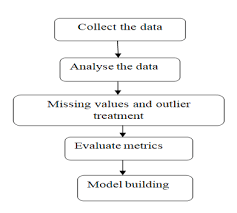 Collect the data
Analyse the data
Missing values and outlier
treatment
Evaluate metrics
Model building